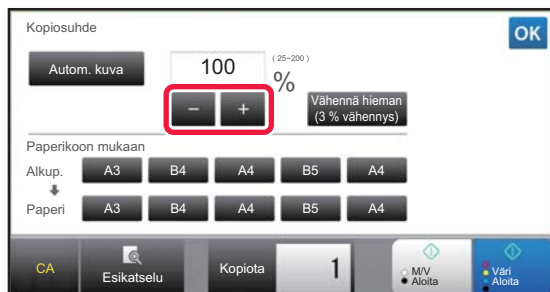 Kopiosuhde
OK
Autom. kuva
100
(25~200)
%
－ ＋
Vähennä hieman
(3 % vähennys)
Paperikoon mukaan
Alkup. A3 B4 A4 B5 A4
Paperi A3 B4 A4 B5 A4
CA
Esikatselu
Kopiota
1
M/V
Aloita
Väri
Aloita